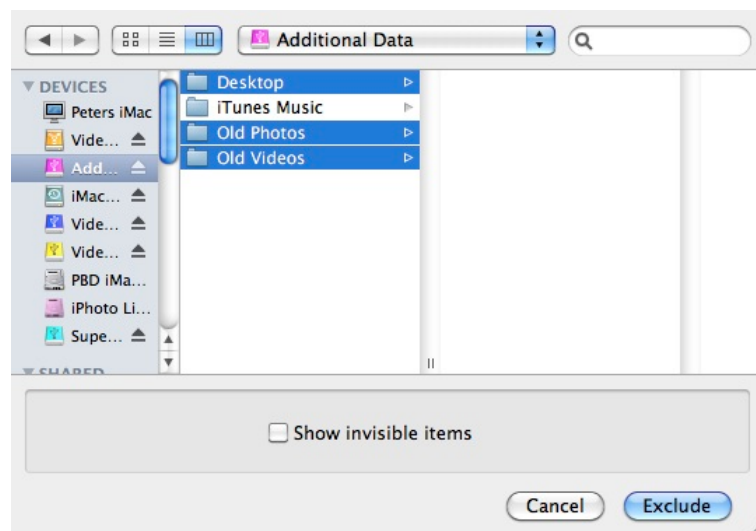 Additional Data
DEVICES
Peters iMac
Vide...
Add...
iMac...
Vide...
Vide...
PBD iMa...
iPhoto Li...
Supe...
SHARED
Desktop
iTunes Music
Old Photos
Old Videos
Show invisible items
Cancel
Exclude